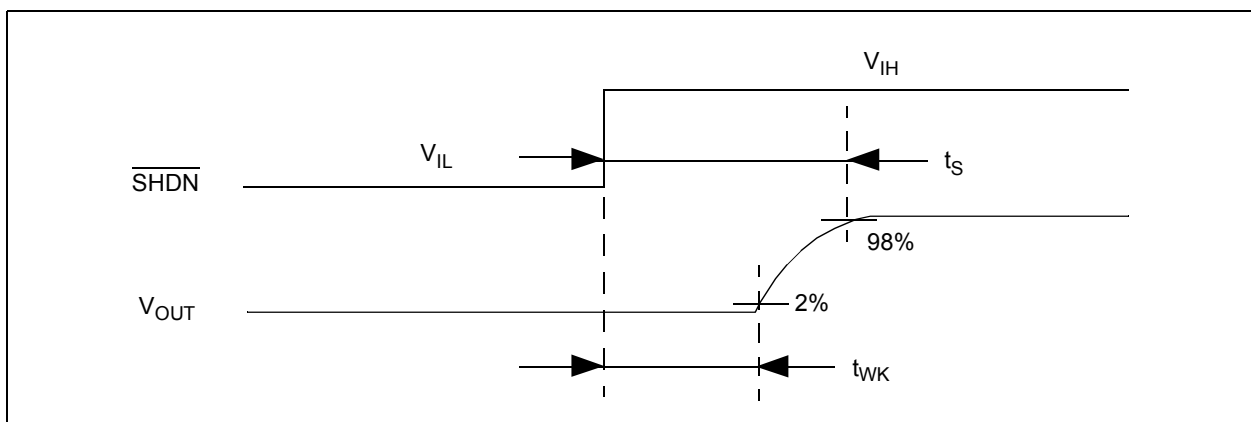 V_IH
V_IL
SHDN
t_S
98%
V_OUT
2%
t_WK